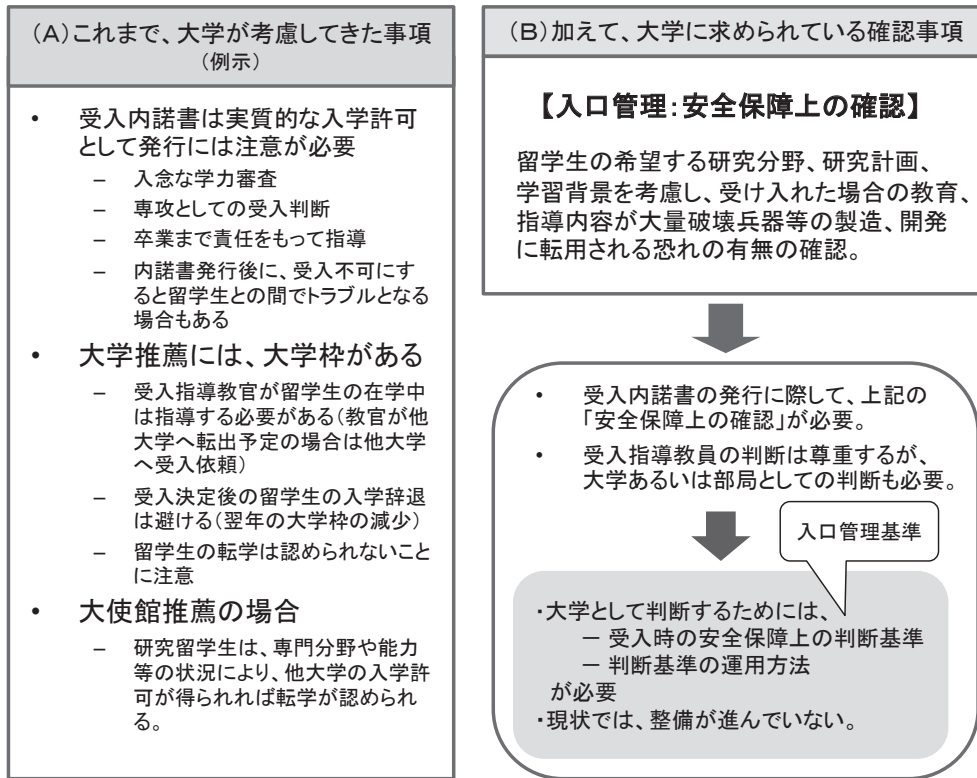 (A)これまで、大学が考慮してきた事項
(例示)
• 受入内諾書は実質的な入学許可
として発行には注意が必要
– 入念な学力審査
– 専攻としての受入判断
– 卒業まで責任をもって指導
– 内諾書発行後に、受入不可にす
ると留学生との間でトラブルとなる
場合もある
• 大学推薦には、大学枠がある
– 受入指導教官が留学生の在学中
は指導する必要がある(教官が他
大学へ転出予定の場合は他大学
へ受入依頼)
– 受入決定後の留学生の入学辞退
は避ける(翌年の大学枠の減少)
– 留学生の転学は認められないこと
に注意
• 大使館推薦の場合
– 研究留学生は、専門分野や能力
等の状況により、他大学の入学許
可が得られれば転学が認められ
る。
(B)加えて、大学に求められている確認事項
【入口管理:安全保障上の確認】
留学生の希望する研究分野、研究計画、
学習背景を考慮し、受け入れた場合の教育、
指導内容が大量破壊兵器等の製造、開発
に転用される恐れの有無の確認。
• 受入内諾書の発行に際して、上記の
「安全保障上の確認」が必要。
• 受入指導教員の判断は尊重するが、
大学あるいは部局としての判断も必要。
入口管理基準
・大学として判断するためには、
− 受入時の安全保障上の判断基準
− 判断基準の運用方法
が必要
・現状では、整備が進んでいない。